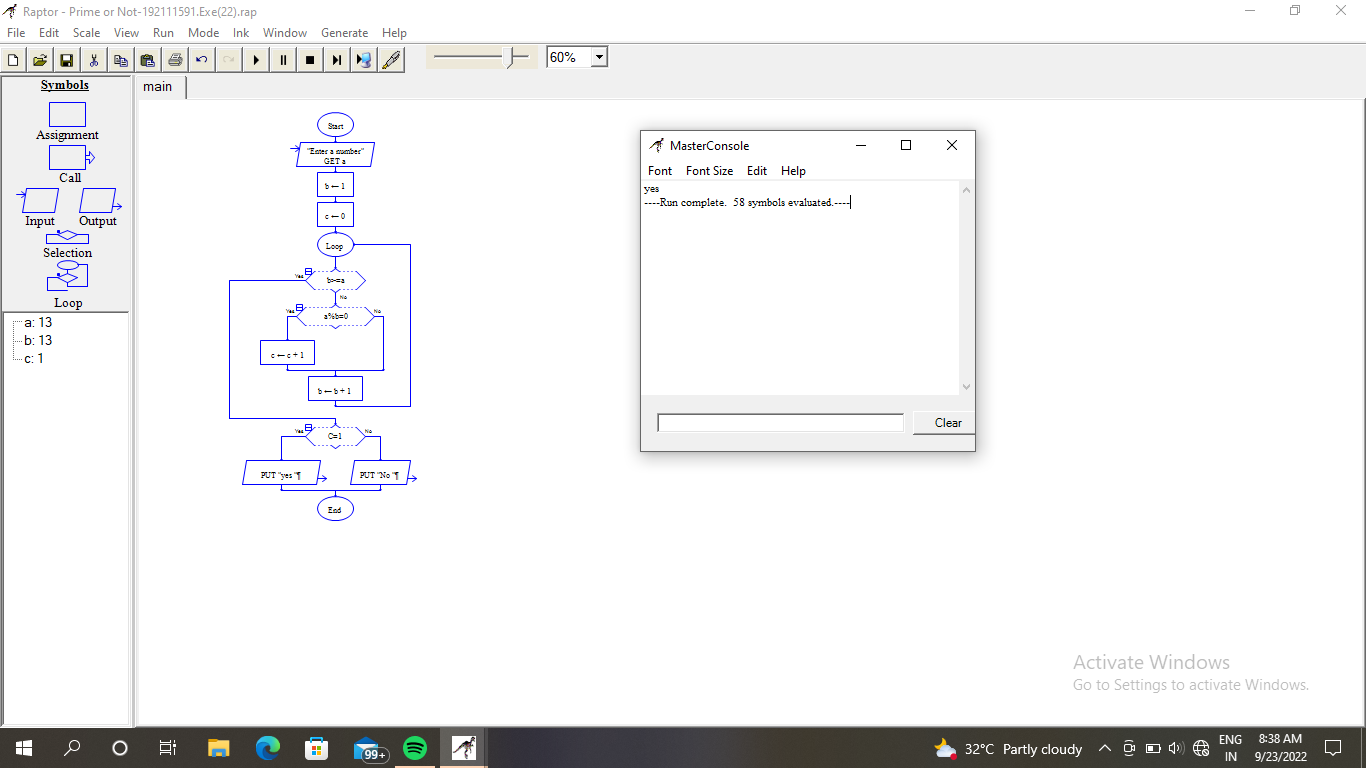 Raptor - Prime or Not-192111591.Exe(22).rap
File Edit Scale View Run Mode Ink Window Generate Help
60%
Symbols
Assignment
Call
Input Output
Selection
Loop
a: 13
b: 13
c: 1
main
Start
"Enter a number"
GET a
b ← 1
c ← 0
Loop
Yes
b>=a
No
Yes
a%b=0
No
c ← c + 1
b ← b + 1
Yes
C=1
No
PUT "yes "¶
PUT "No "¶
End
MasterConsole
Font Font Size Edit Help
yes
----Run complete.  58 symbols evaluated.----
Clear
Activate Windows
Go to Settings to activate Windows.
99+
32°C Partly cloudy
ENG
IN
8:38 AM
9/23/2022